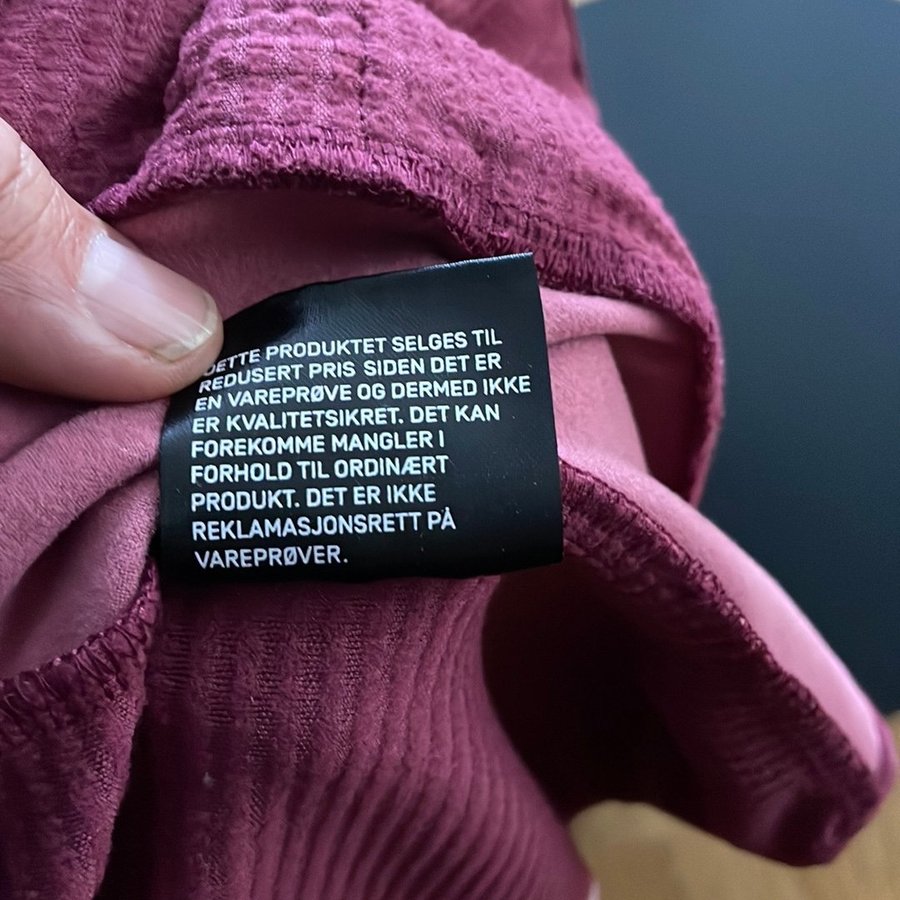 DETTE PRODUKTET SELGES TIL
REDUSERT PRIS SIDEN DET ER
EN VAREPRØVE OG DERMED IKKE
ER KVALITETSIKRET. DET KAN
FOREKOMME MANGLER I
FORHOLD TIL ORDINÆRT
PRODUKT. DET ER IKKE
REKLAMASJONSRETT PÅ
VAREPRØVER.